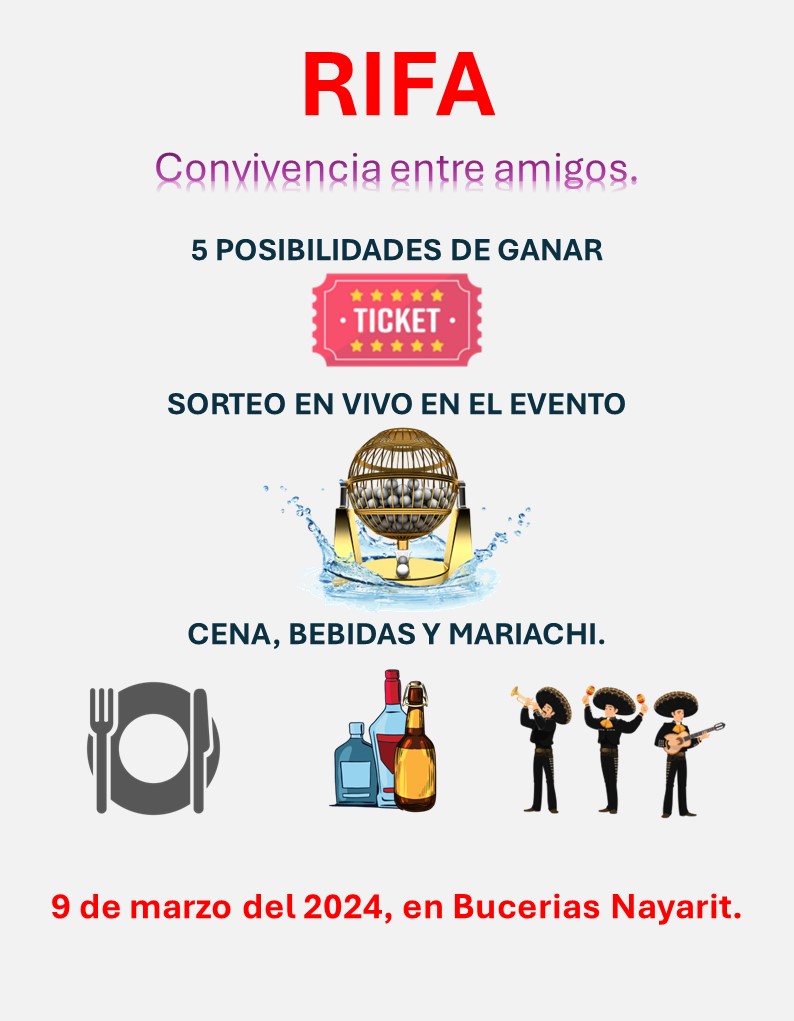 RIFA
Convivencia entre amigos.
5 POSIBILIDADES DE GANAR
· TICKET ·
SORTEO EN VIVO EN EL EVENTO
CENA, BEBIDAS Y MARIACHI.
9 de marzo del 2024, en Bucerias Nayarit.